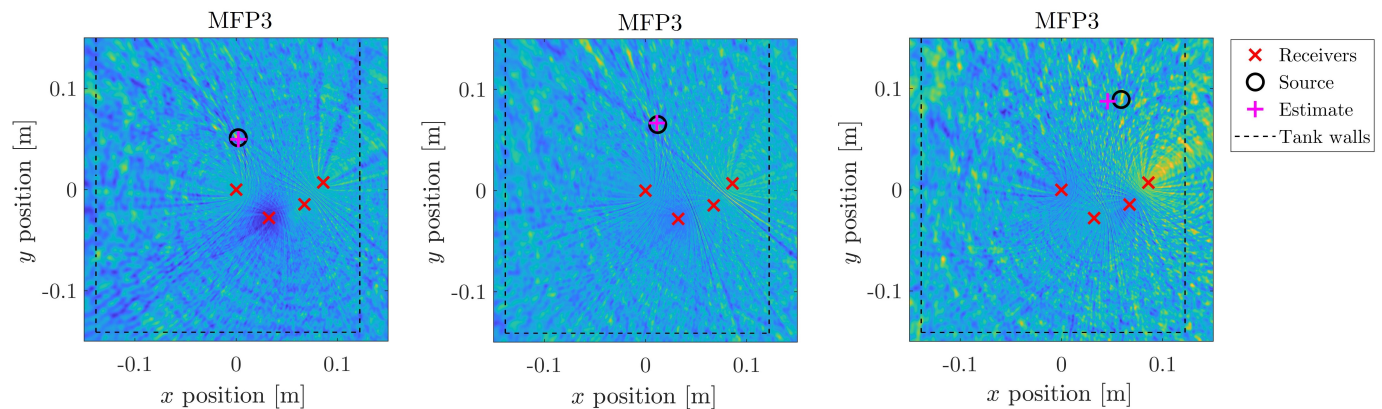 MFP3
0.1
0
-0.1
y position [m]
-0.1
0
0.1
x position [m]
MFP3
0.1
0
-0.1
y position [m]
-0.1
0
0.1
x position [m]
MFP3
0.1
0
-0.1
y position [m]
-0.1
0
0.1
x position [m]
Receivers
Source
Estimate
Tank walls